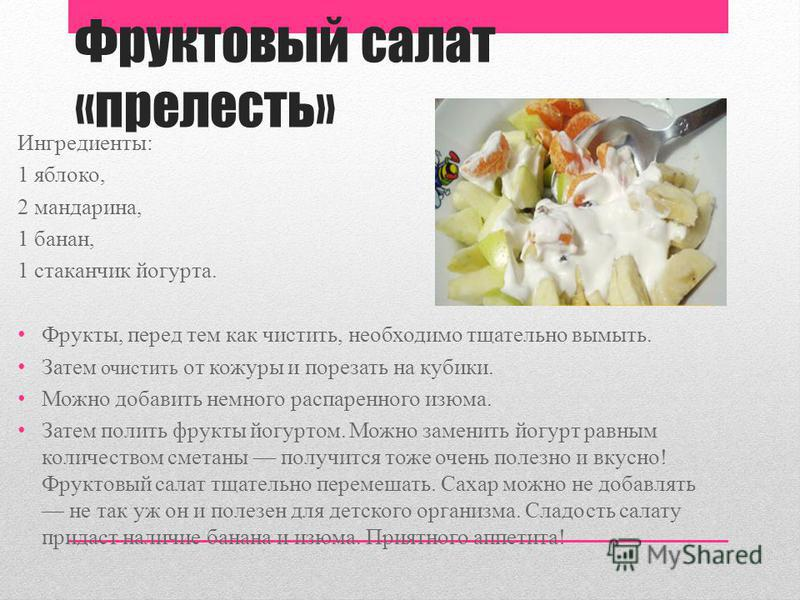 Фруктовый салат
«прелесть»
Ингредиенты:
1 яблоко,
2 мандарина,
1 банан,
1 стаканчик йогурта.
• Фрукты, перед тем как чистить, необходимо тщательно вымыть.
• Затем очистить от кожуры и порезать на кубики.
• Можно добавить немного распаренного изюма.
• Затем полить фрукты йогуртом. Можно заменить йогурт равным
количеством сметаны — получится тоже очень полезно и вкусно!
Фруктовый салат тщательно перемешать. Сахар можно не добавлять
— не так уж он и полезен для детского организма. Сладость салату
придаст наличие банана и изюма. Приятного аппетита!
MyShared